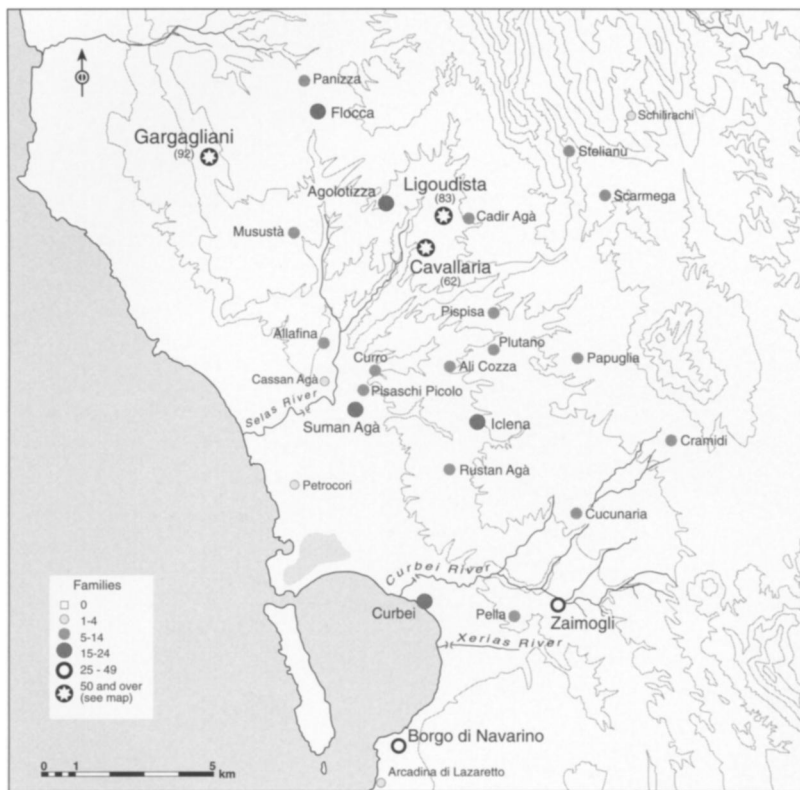 Panizza
Flocca
Schilirachi
Gargagliani
(92)
Stelianu
Ligoudista
(83)
Agolotizza
Scarmega
Cadir Agà
Musustà
Cavallaria
(62)
Pispisa
Allafina
Plutano
Curro
Papuglia
Ali Cozza
Cassan Agà
Pisaschi Picolo
Selas River
Suman Agà
Iclena
Cramidi
Rustan Agà
Petrocori
Cucunaria
Curbei River
Families
0
1-4
5-14
15-24
25 - 49
50 and over
(see map)
Curbei
Pella
Zaimogli
Xerias River
Borgo di Navarino
Arcadina di Lazaretto
0 1 5
km